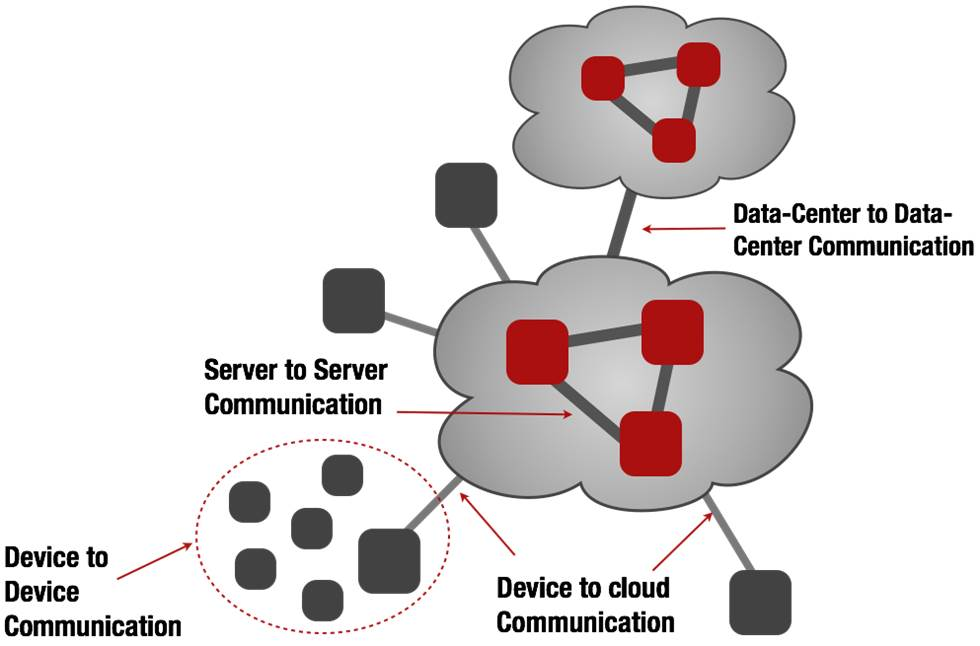 Data-Center to Data-
Center Communication
Server to Server
Communication
Device to
Device
Communication
Device to cloud
Communication